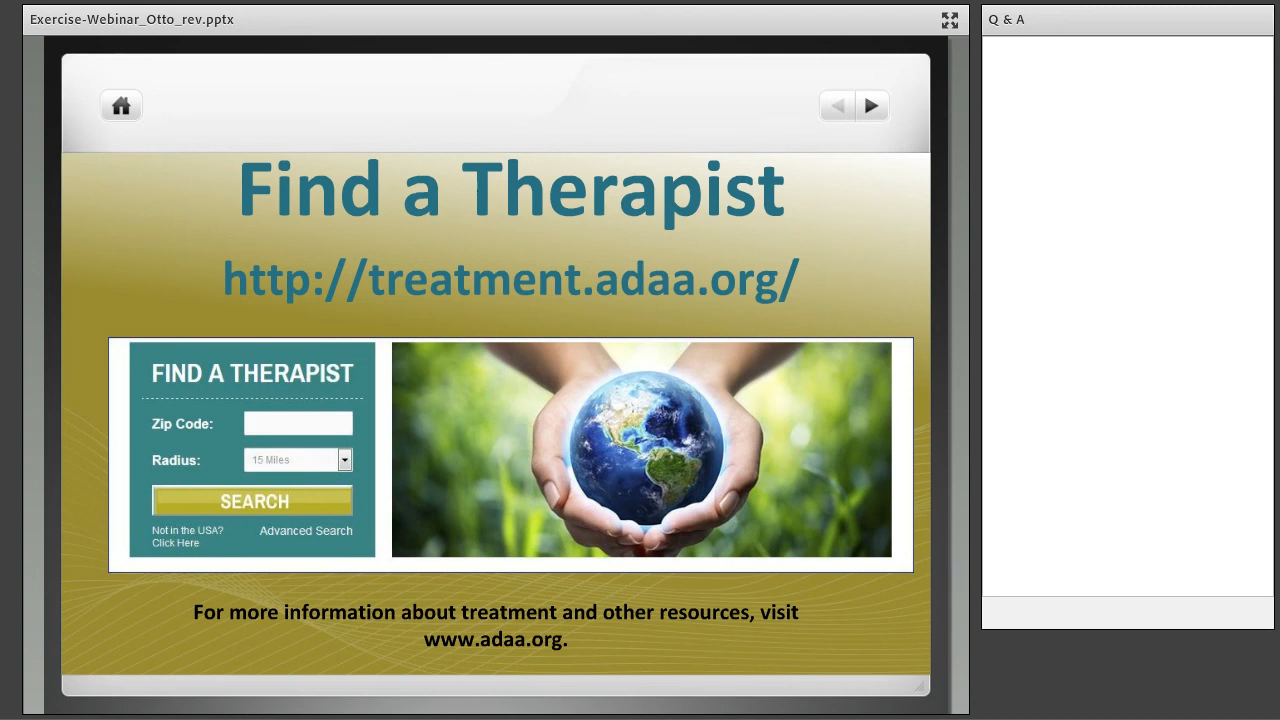 Exercise-Webinar_Otto_rev.pptx
Q & A
Find a Therapist
http://treatment.adaa.org/
FIND A THERAPIST
Zip Code:
Radius: 15 Miles
SEARCH
Not in the USA? Advanced Search
Click Here
For more information about treatment and other resources, visit
www.adaa.org.